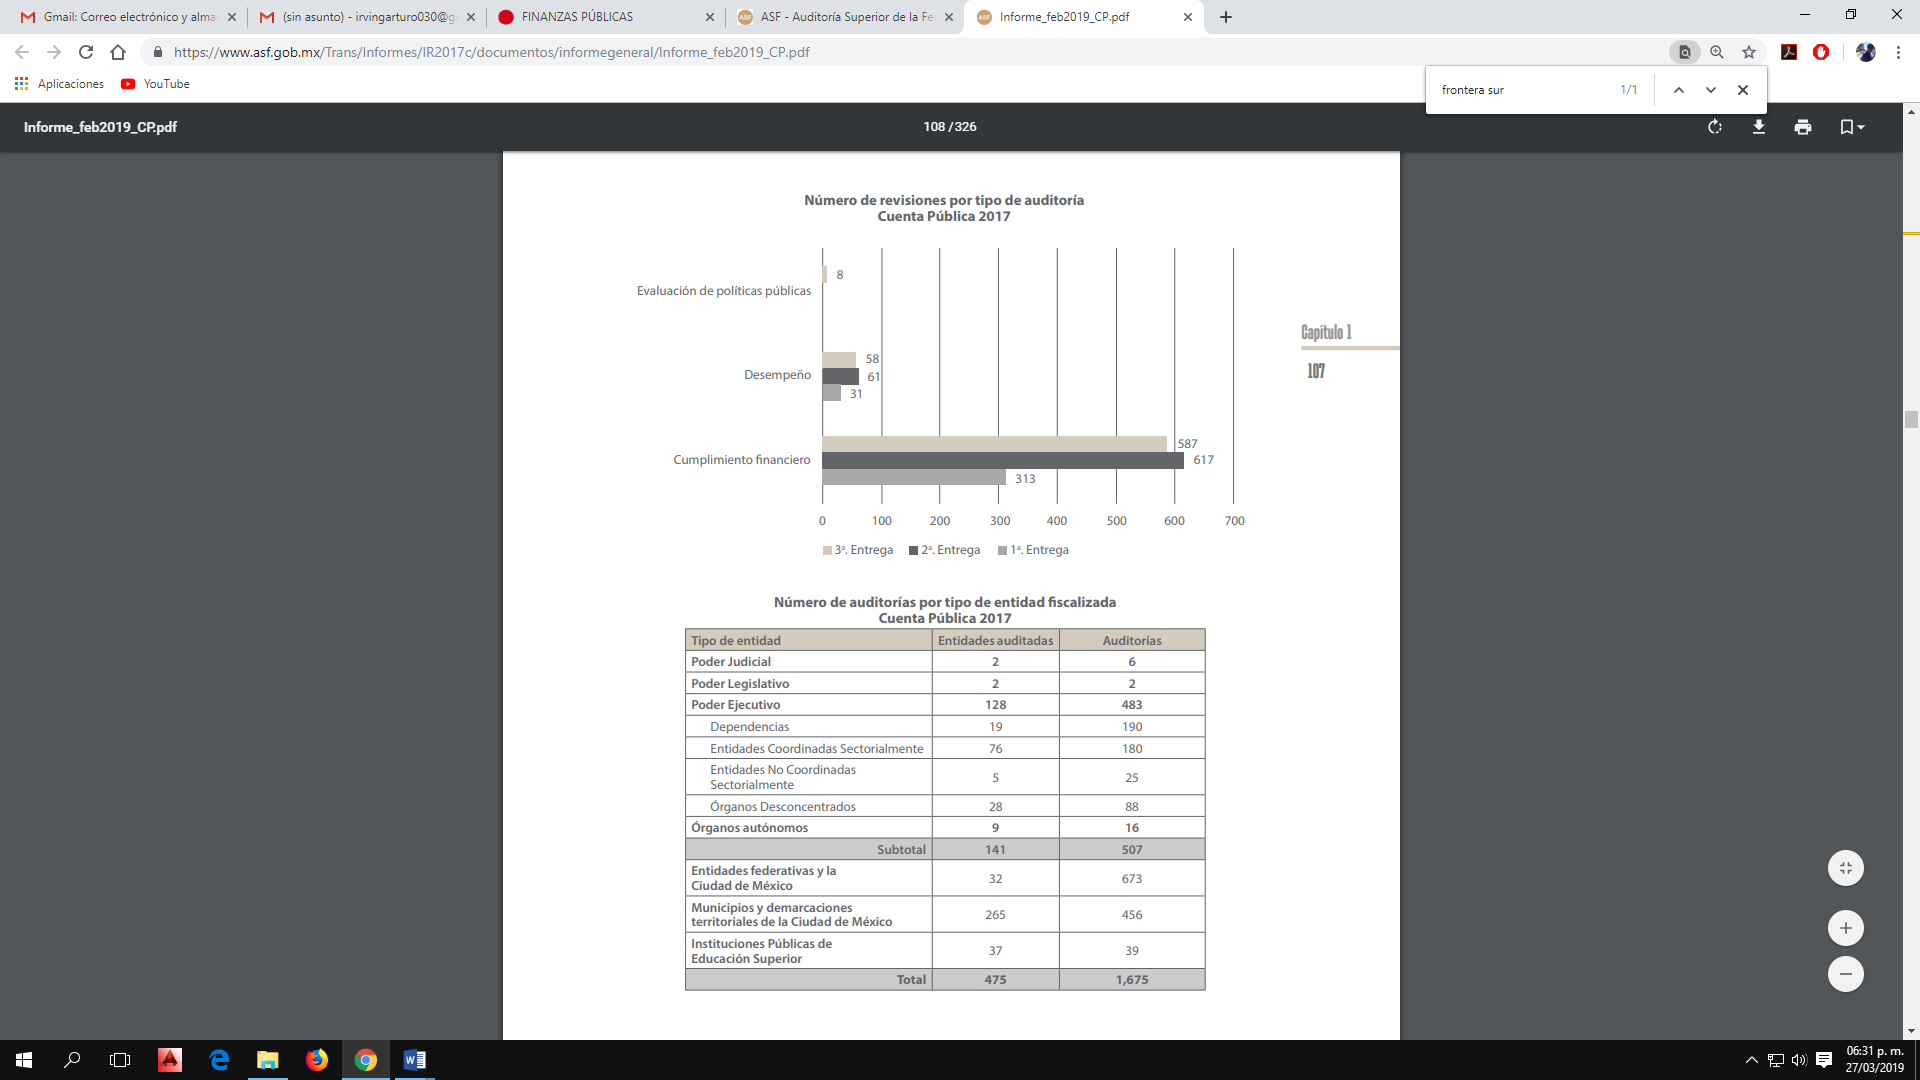 Gmail: Correo electrónico y alma
(sin asunto) - irvingarturo030@g
FINANZAS PÚBLICAS
ASF - Auditoría Superior de la Fe
Informe_feb2019_CP.pdf
https://www.asf.gob.mx/Trans/Informes/IR2017c/documentos/informegeneral/Informe_feb2019_CP.pdf
Aplicaciones
YouTube
frontera sur 1/1
Informe_feb2019_CP.pdf
108 / 326
Número de revisiones por tipo de auditoría
Cuenta Pública 2017
8
Evaluación de políticas públicas
58
Desempeño 61
31
587
Cumplimiento financiero 617
313
0 100 200 300 400 500 600 700
3ª. Entrega 2ª. Entrega 1ª. Entrega
Capítulo 1
107
Número de auditorías por tipo de entidad fiscalizada
Cuenta Pública 2017
Tipo de entidad Entidades auditadas Auditorías
Poder Judicial 2 6
Poder Legislativo 2 2
Poder Ejecutivo 128 483
Dependencias 19 190
Entidades Coordinadas Sectorialmente 76 180
Entidades No Coordinadas
Sectorialmente 5 25
Órganos Desconcentrados 28 88
Órganos autónomos 9 16
Subtotal 141 507
Entidades federativas y la
Ciudad de México 32 673
Municipios y demarcaciones
territoriales de la Ciudad de México 265 456
Instituciones Públicas de
Educación Superior 37 39
Total 475 1,675
06:31 p. m.
27/03/2019